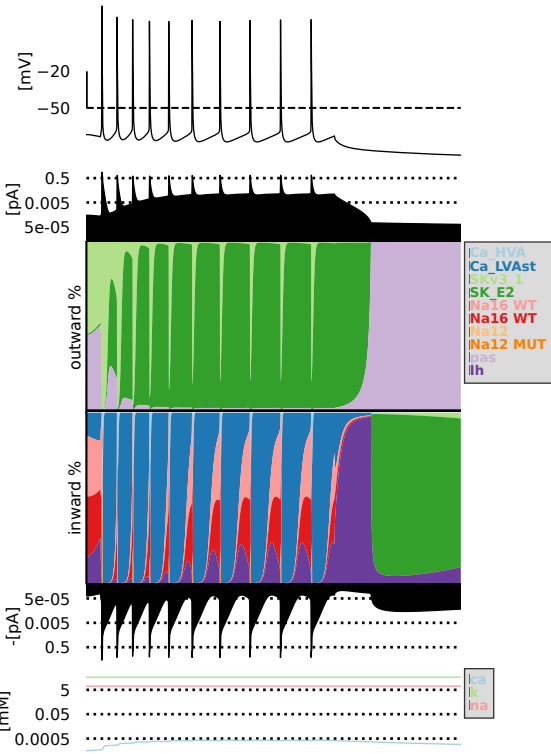 [mV]
−20
−50
[pA]
0.5
0.005
5e-05
outward %
Ca_HVA
Ca_LVAst
SKv3_1
SK_E2
Na16 WT
Na16 WT
Na12
Na12 MUT
pas
Ih
inward %
-[pA]
5e-05
0.005
0.5
[mM]
5
0.05
0.0005
ca
k
na